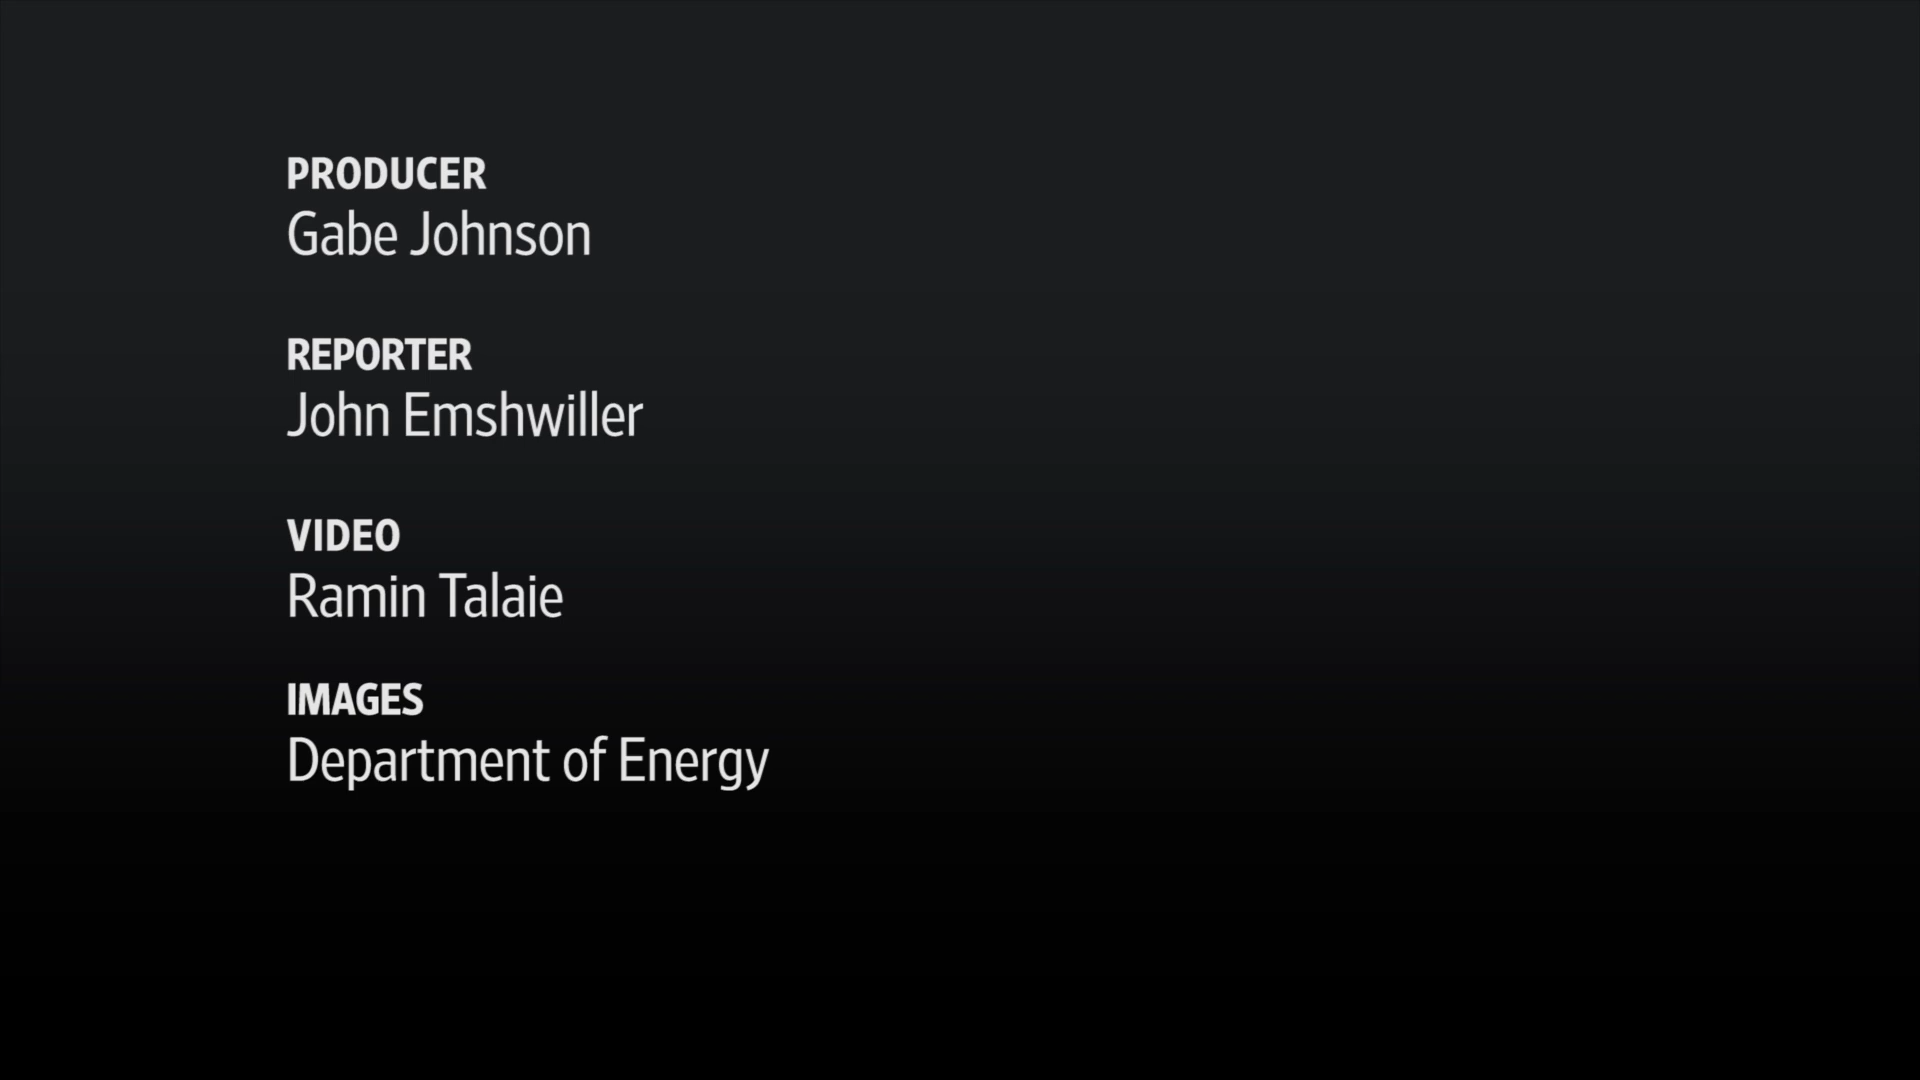 PRODUCER
Gabe Johnson
REPORTER
John Emshwiller
VIDEO
Ramin Talaie
IMAGES
Department of Energy